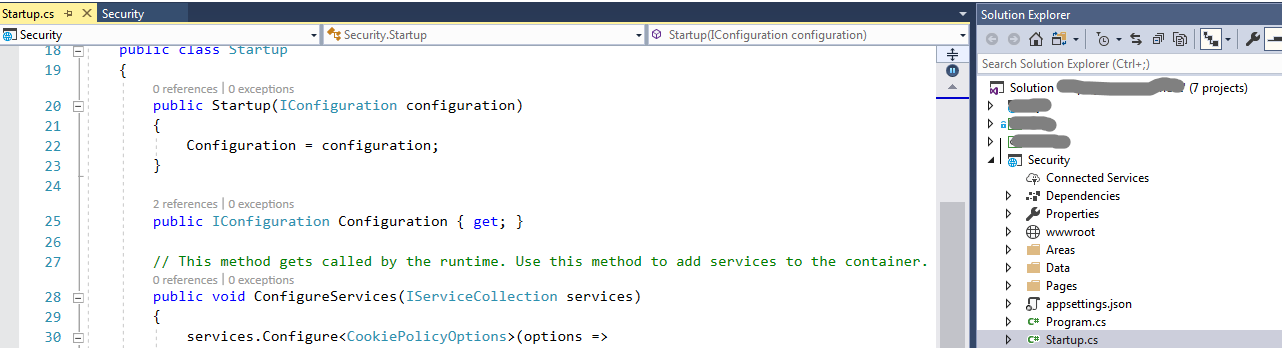 Startup.cs Security
Security Security.Startup Startup(IConfiguration configuration)
18 public class Startup
19 {
0 references | 0 exceptions
20 public Startup(IConfiguration configuration)
21 {
22 Configuration = configuration;
23 }
24
2 references | 0 exceptions
25 public IConfiguration Configuration { get; }
26
27 // This method gets called by the runtime. Use this method to add services to the container.
0 references | 0 exceptions
28 public void ConfigureServices(IServiceCollection services)
29 {
30 services.Configure<CookiePolicyOptions>(options =>
Solution Explorer
Search Solution Explorer (Ctrl+;)
Solution (7 projects)
Security
Connected Services
Dependencies
Properties
wwwroot
Areas
Data
Pages
appsettings.json
C# Program.cs
C# Startup.cs